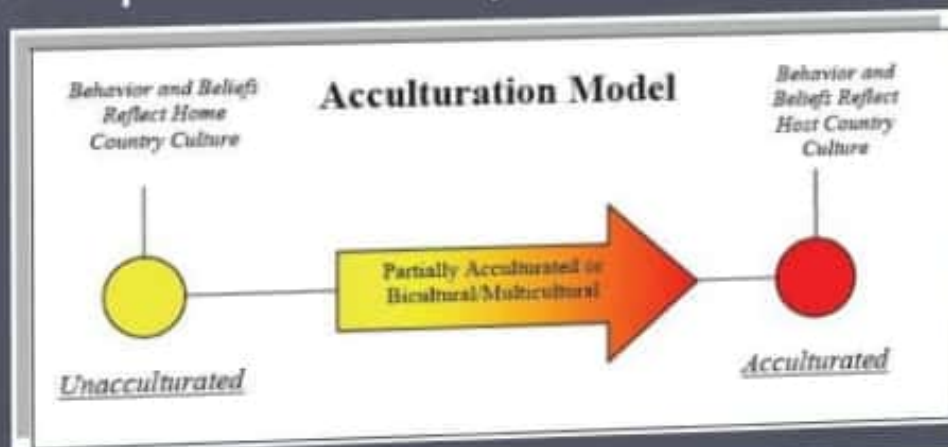 Acculturation Model
Behavior and Beliefs
Reflect Home
Country Culture
Behavior and
Beliefs Reflect
Host Country
Culture
Partially Acculturated or
Bicultural/Multicultural
Unacculturated
Acculturated